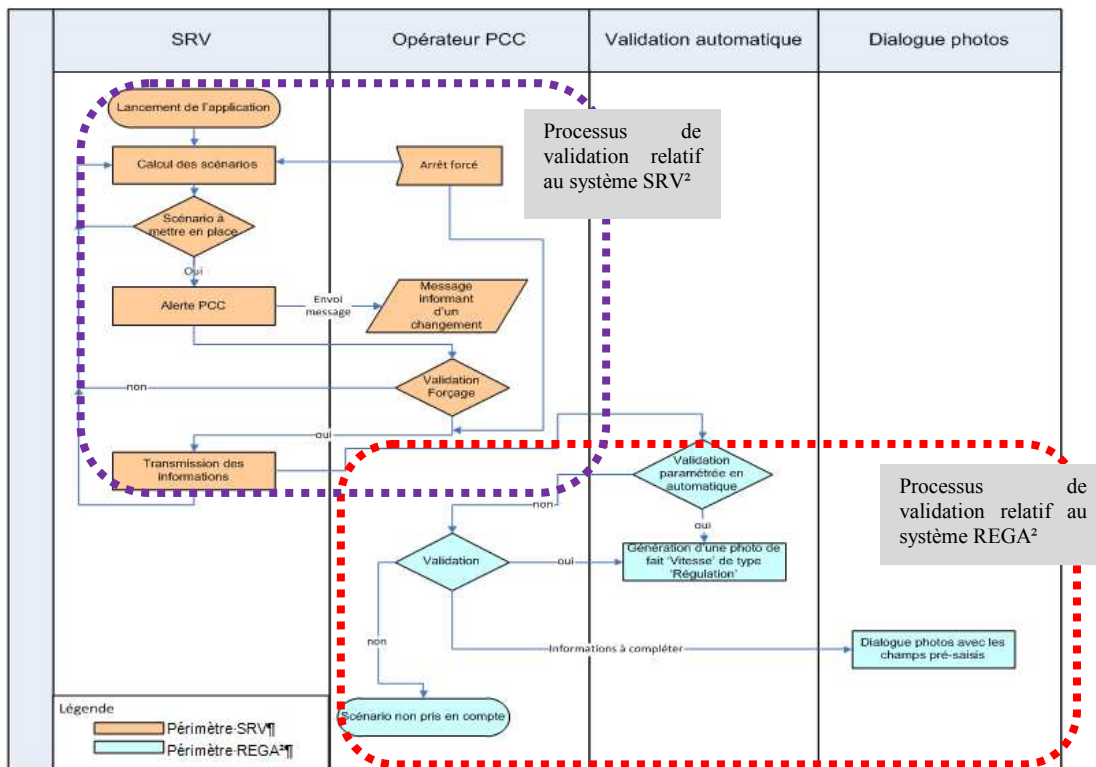 SRV
Opérateur PCC
Validation automatique
Dialogue photos
Lancement de l'application
Processus de
validation relatif
au système SRV²
Calcul des scénarios
Arrêt forcé
Scénario à
mettre en place
Oui
Alerte PCC
Envoi
message
Message
informant
d'un
changement
Validation
Forçage
non
oui
Transmission des
informations
Validation
paramétrée en
automatique
Processus de
validation relatif au
système REGA²
non
oui
Validation
oui
Génération d'une photo de
fait 'Vitesse' de type
'Régulation'
non
Informations à compléter
Dialogue photos avec les
champs pré-saisis
Scénario non pris en compte
Légende
Périmètre·SRV¶
Périmètre·REGA²¶